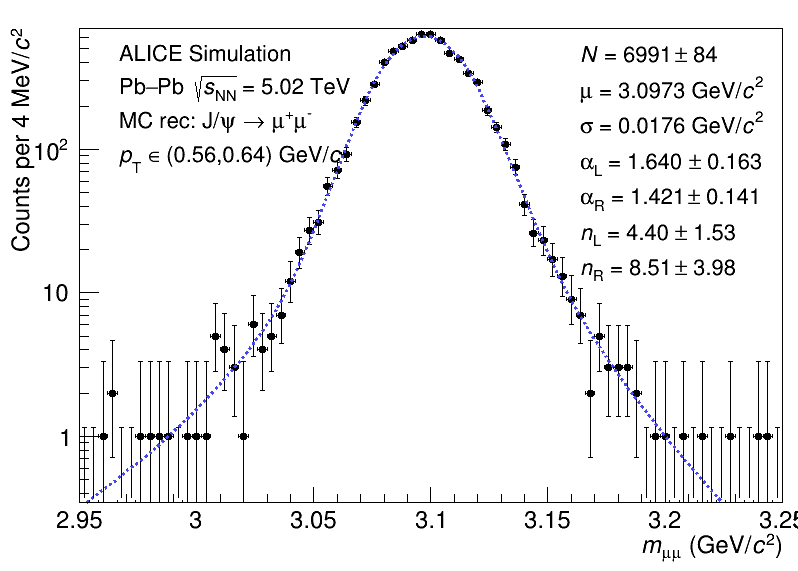 Counts per 4 MeV/c²
ALICE Simulation
Pb–Pb √sNN = 5.02 TeV
MC rec: J/ψ → μ⁺μ⁻
pT ∈ (0.56,0.64) GeV/c
N = 6991 ± 84
μ = 3.0973 GeV/c²
σ = 0.0176 GeV/c²
αL = 1.640 ± 0.163
αR = 1.421 ± 0.141
nL = 4.40 ± 1.53
nR = 8.51 ± 3.98
10²
10
1
2.95 3 3.05 3.1 3.15 3.2 3.25
mμμ (GeV/c²)